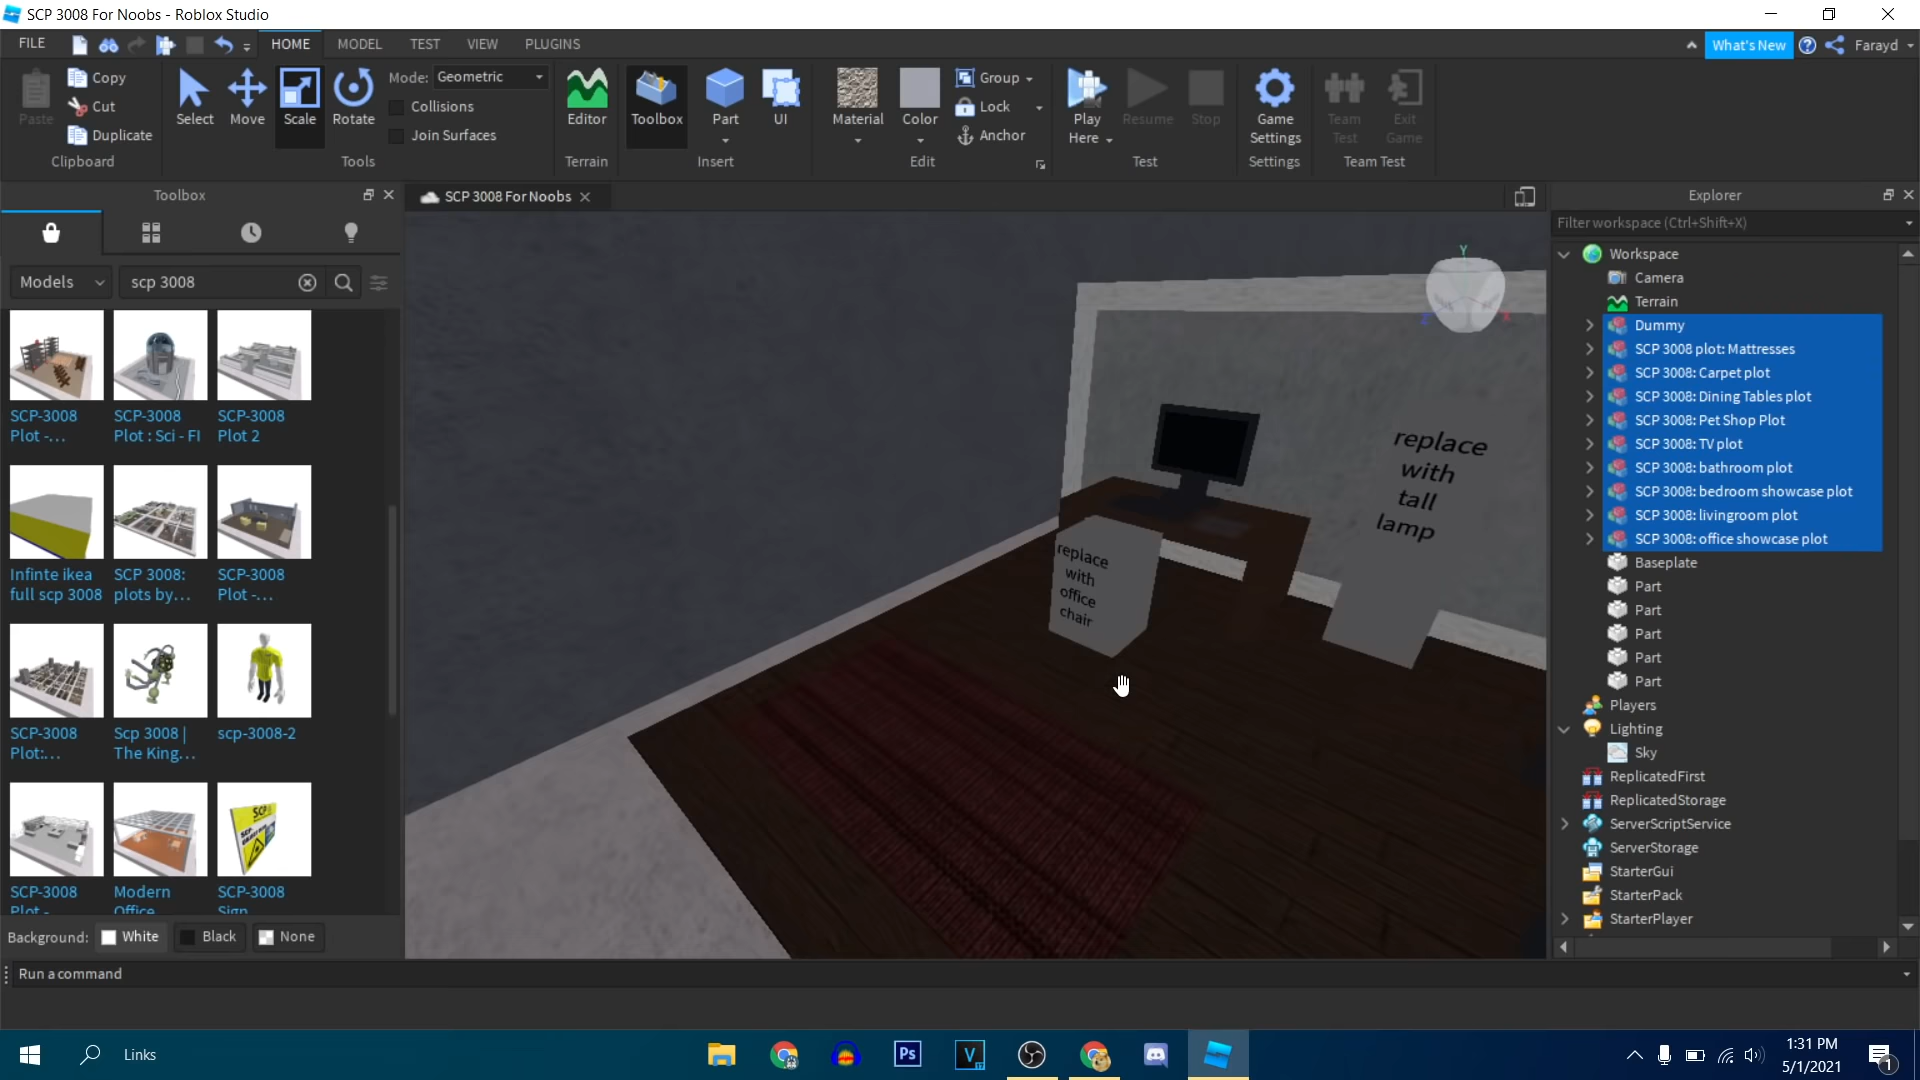 SCP 3008 For Noobs - Roblox Studio
FILE
HOME
MODEL
TEST
VIEW
PLUGINS
What's New
Farayd
Paste
Copy
Cut
Duplicate
Clipboard
Select
Move
Scale
Rotate
Mode:
Geometric
Collisions
Join Surfaces
Tools
Editor
Terrain
Toolbox
Part
UI
Insert
Material
Color
Group
Lock
Anchor
Edit
Play
Here
Resume
Stop
Test
Game
Settings
Settings
Team
Test
Exit
Game
Team Test
Toolbox
Models
scp 3008
SCP-3008
Plot -...
SCP-3008
Plot : Sci - FI
SCP-3008
Plot 2
Infinte ikea
full scp 3008
SCP 3008:
plots by...
SCP-3008
Plot -...
SCP-3008
Plot:...
Scp 3008 |
The King...
scp-3008-2
SCP-3008
Plot -
Modern
Office
SCP-3008
Sign
SCP
Background:
White
Black
None
SCP 3008 For Noobs
replace
with
office
chair
replace
with
tall
lamp
Y
X
Z
Explorer
Filter workspace (Ctrl+Shift+X)
Workspace
Camera
Terrain
Dummy
SCP 3008 plot: Mattresses
SCP 3008: Carpet plot
SCP 3008: Dining Tables plot
SCP 3008: Pet Shop Plot
SCP 3008: TV plot
SCP 3008: bathroom plot
SCP 3008: bedroom showcase plot
SCP 3008: livingroom plot
SCP 3008: office showcase plot
Baseplate
Part
Part
Part
Part
Part
Players
Lighting
Sky
ReplicatedFirst
ReplicatedStorage
ServerScriptService
ServerStorage
StarterGui
StarterPack
StarterPlayer
Run a command
Links
Ps
V
1:31 PM
5/1/2021
1